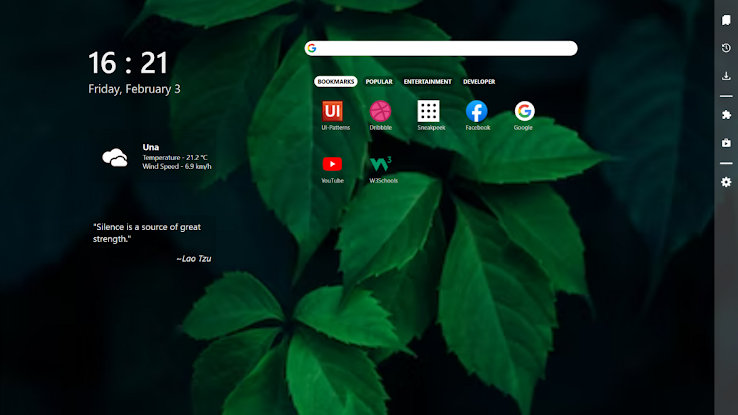 16 : 21
Friday, February 3
Una
Temperature - 21.2 °C
Wind Speed - 6.9 km/h
"Silence is a source of great
strength."
~Lao Tzu
BOOKMARKS POPULAR ENTERTAINMENT DEVELOPER
UI
UI-Patterns Dribbble Sneakpeek Facebook Google
W3
YouTube W3Schools